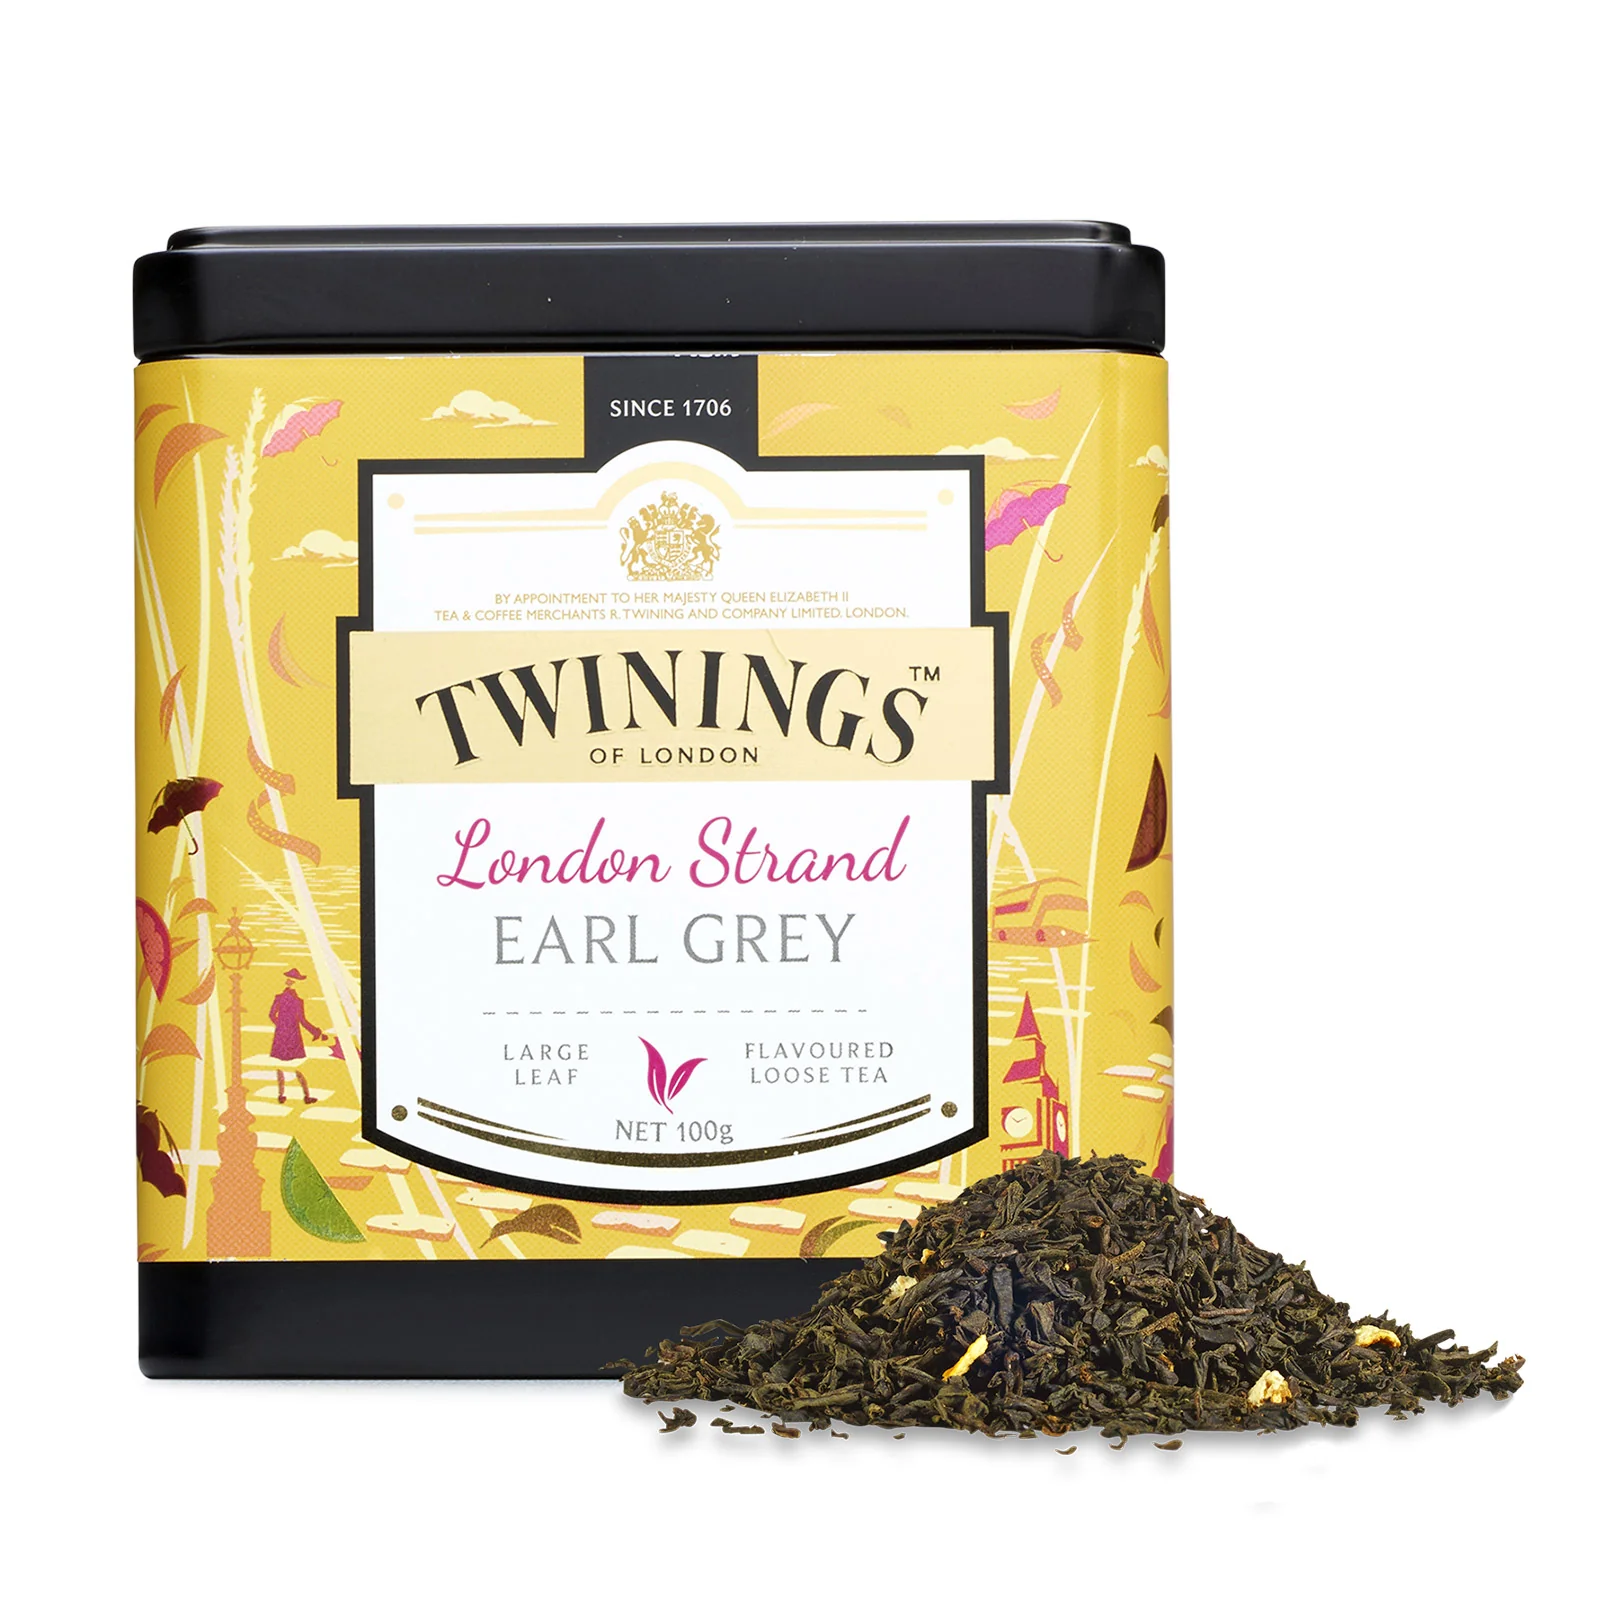 SINCE 1706
BY APPOINTMENT TO HER MAJESTY QUEEN ELIZABETH II
TEA & COFFEE MERCHANTS R. TWINING AND COMPANY LIMITED. LONDON.
TWININGS™
OF LONDON
London Strand
EARL GREY
LARGE
LEAF
FLAVOURED
LOOSE TEA
NET 100g